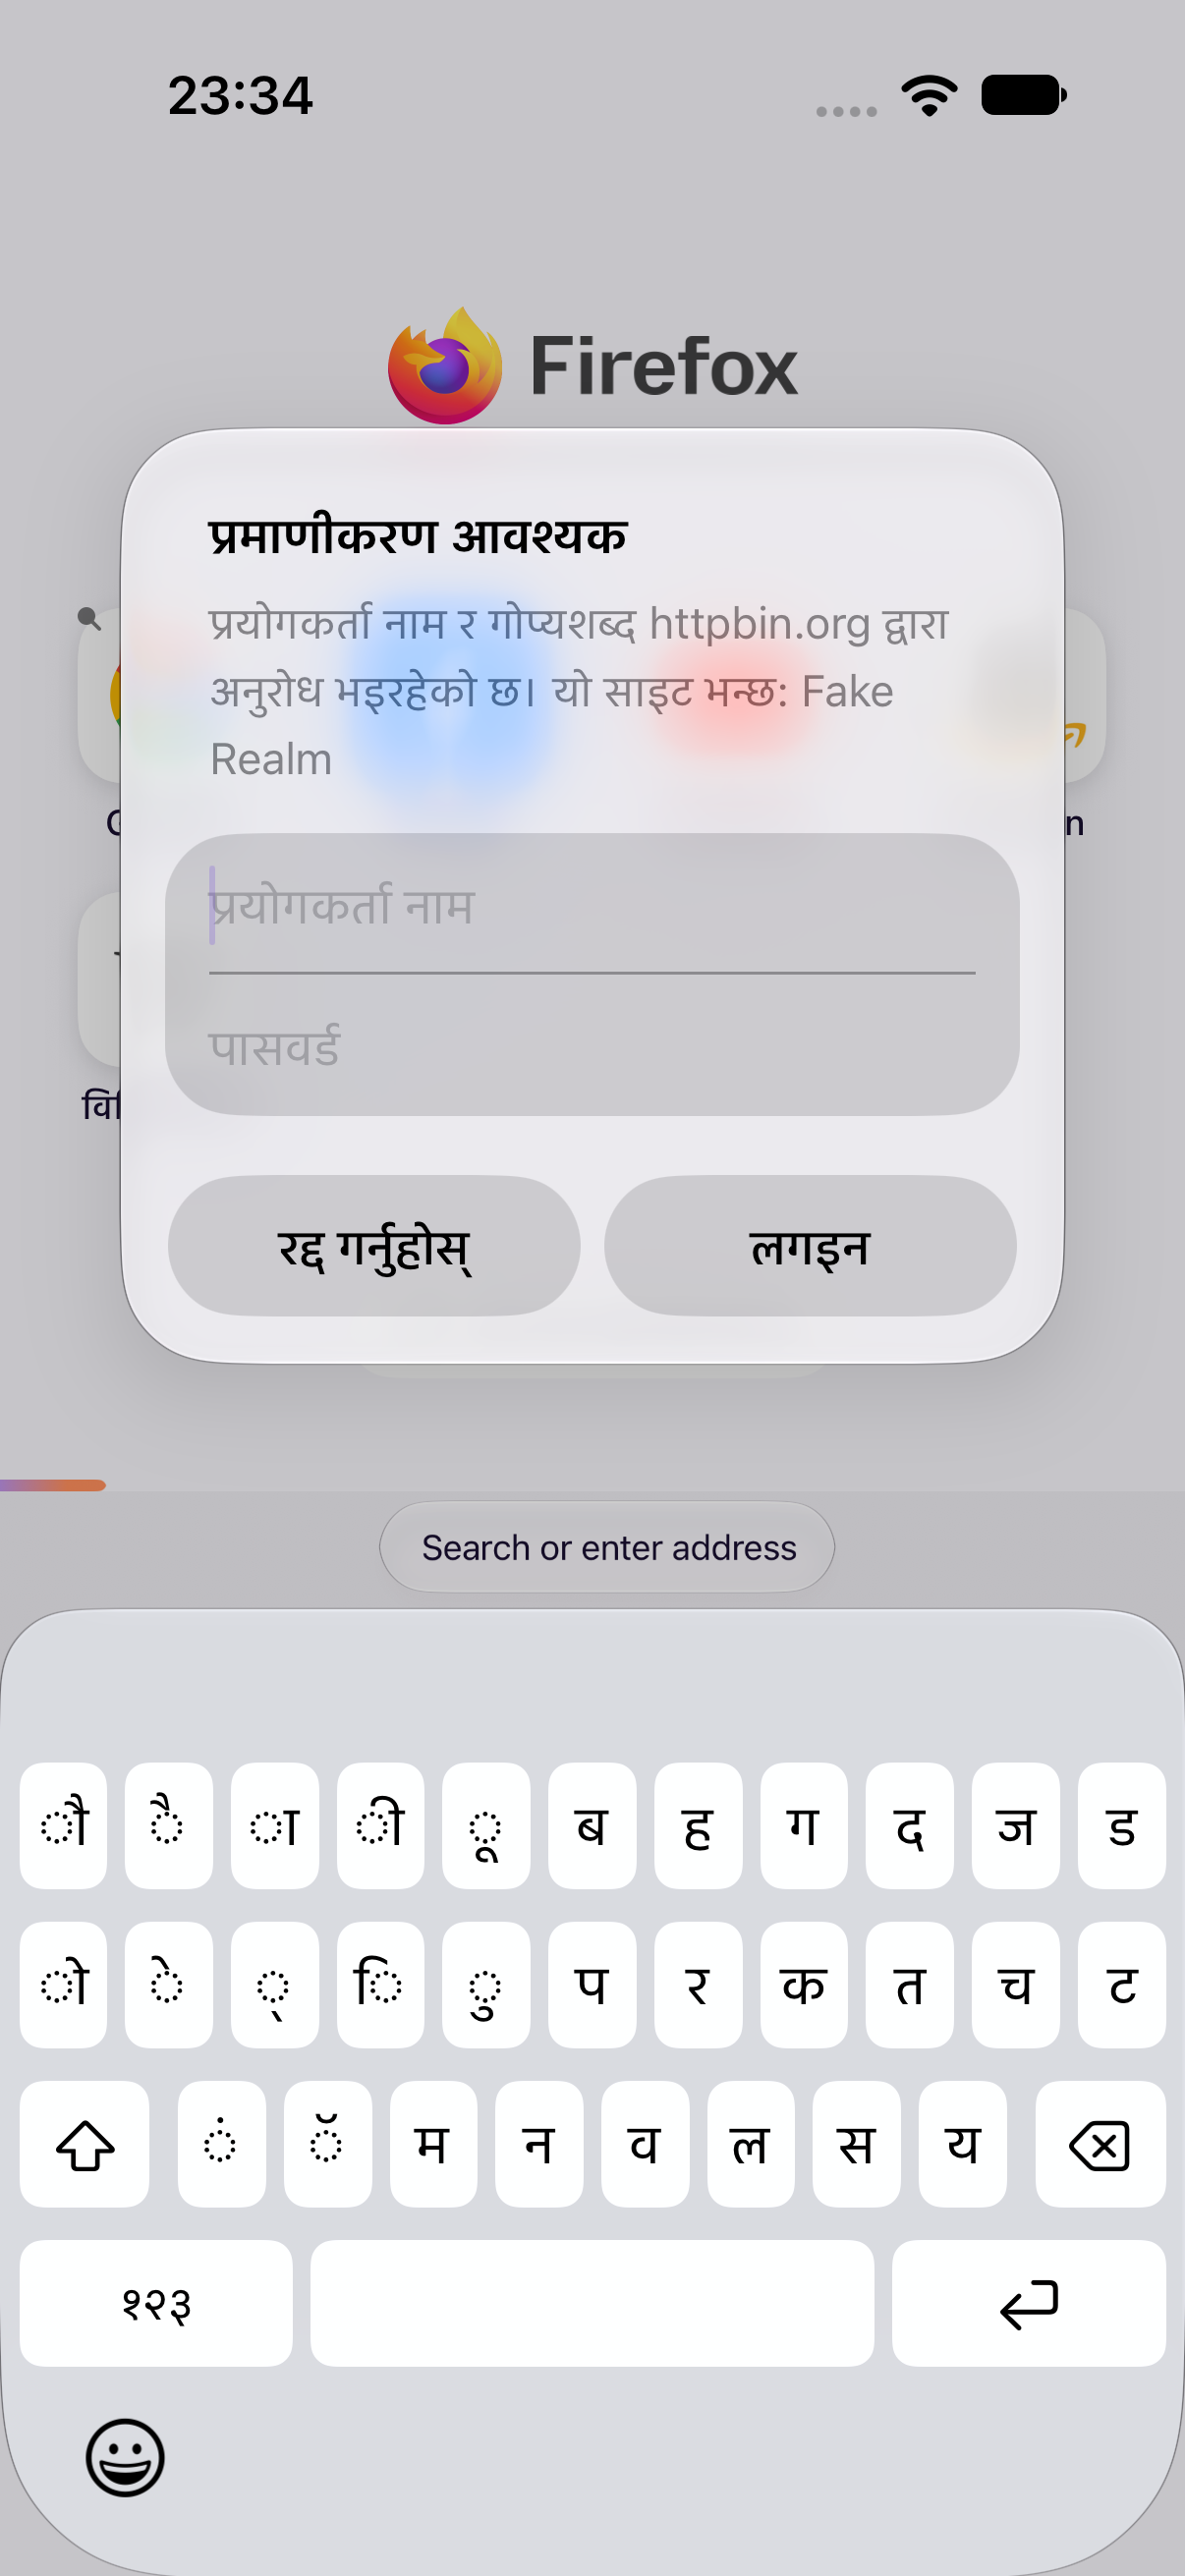 23:34
Firefox
प्रमाणीकरण आवश्यक
प्रयोगकर्ता नाम र गोप्यशब्द httpbin.org द्वारा
अनुरोध भइरहेको छ। यो साइट भन्छ: Fake
Realm
प्रयोगकर्ता नाम
पासवर्ड
रद्द गर्नुहोस्
लगइन
Search or enter address
ौ ै ा ी ू ब ह ग द ज ड
ो े ् ि ु प र क त च ट
ं ॅ म न व ल स य
१२३